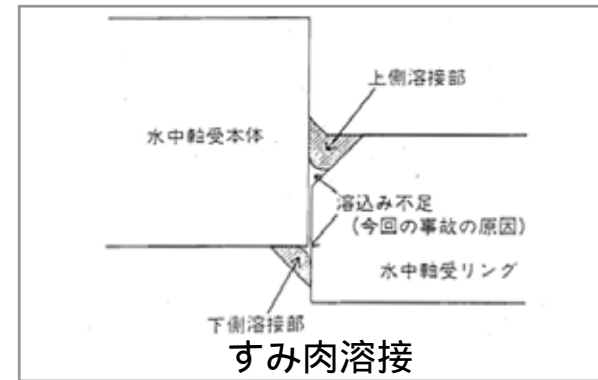 上側溶接部
水中軸受本体
溶込み不足
(今回の事故の原因)
水中軸受リング
下側溶接部
すみ肉溶接